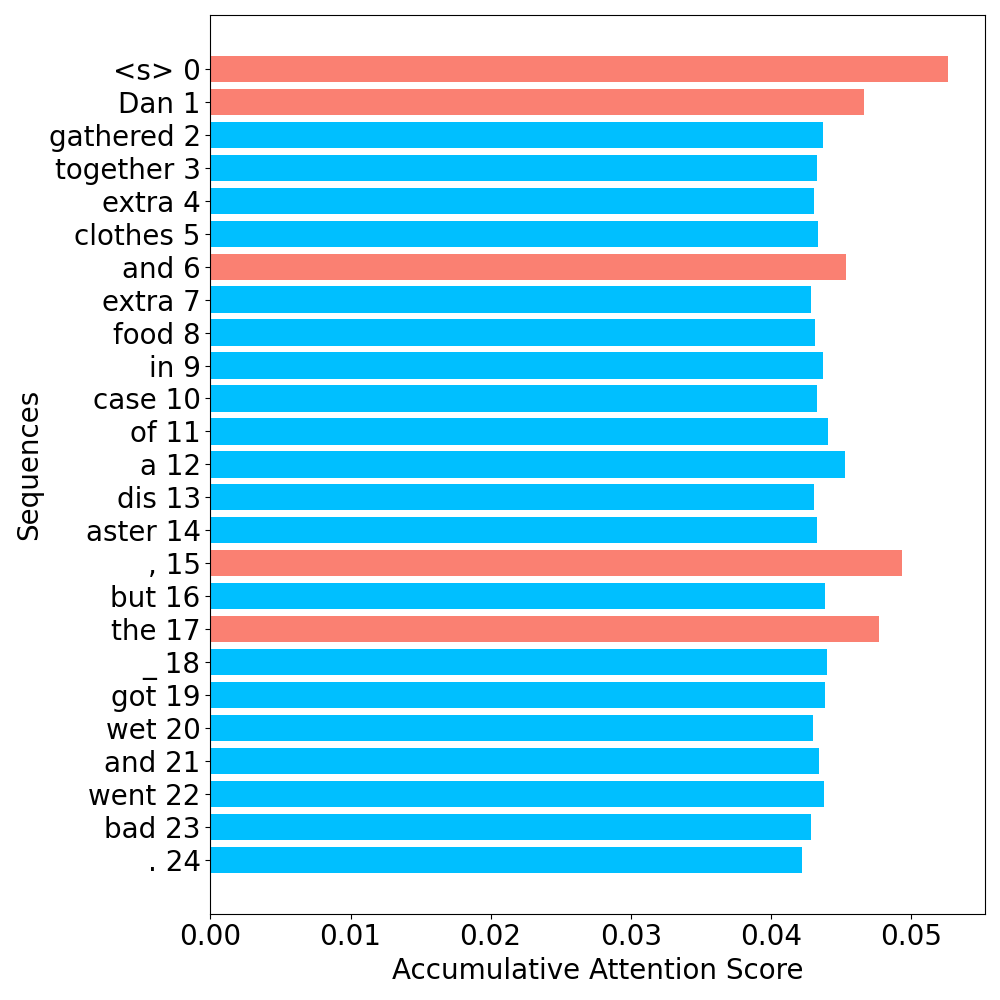 <s> 0
Dan 1
gathered 2
together 3
extra 4
clothes 5
and 6
extra 7
food 8
in 9
case 10
of 11
a 12
dis 13
aster 14
, 15
but 16
the 17
_ 18
got 19
wet 20
and 21
went 22
bad 23
. 24
Sequences
0.00 0.01 0.02 0.03 0.04 0.05
Accumulative Attention Score